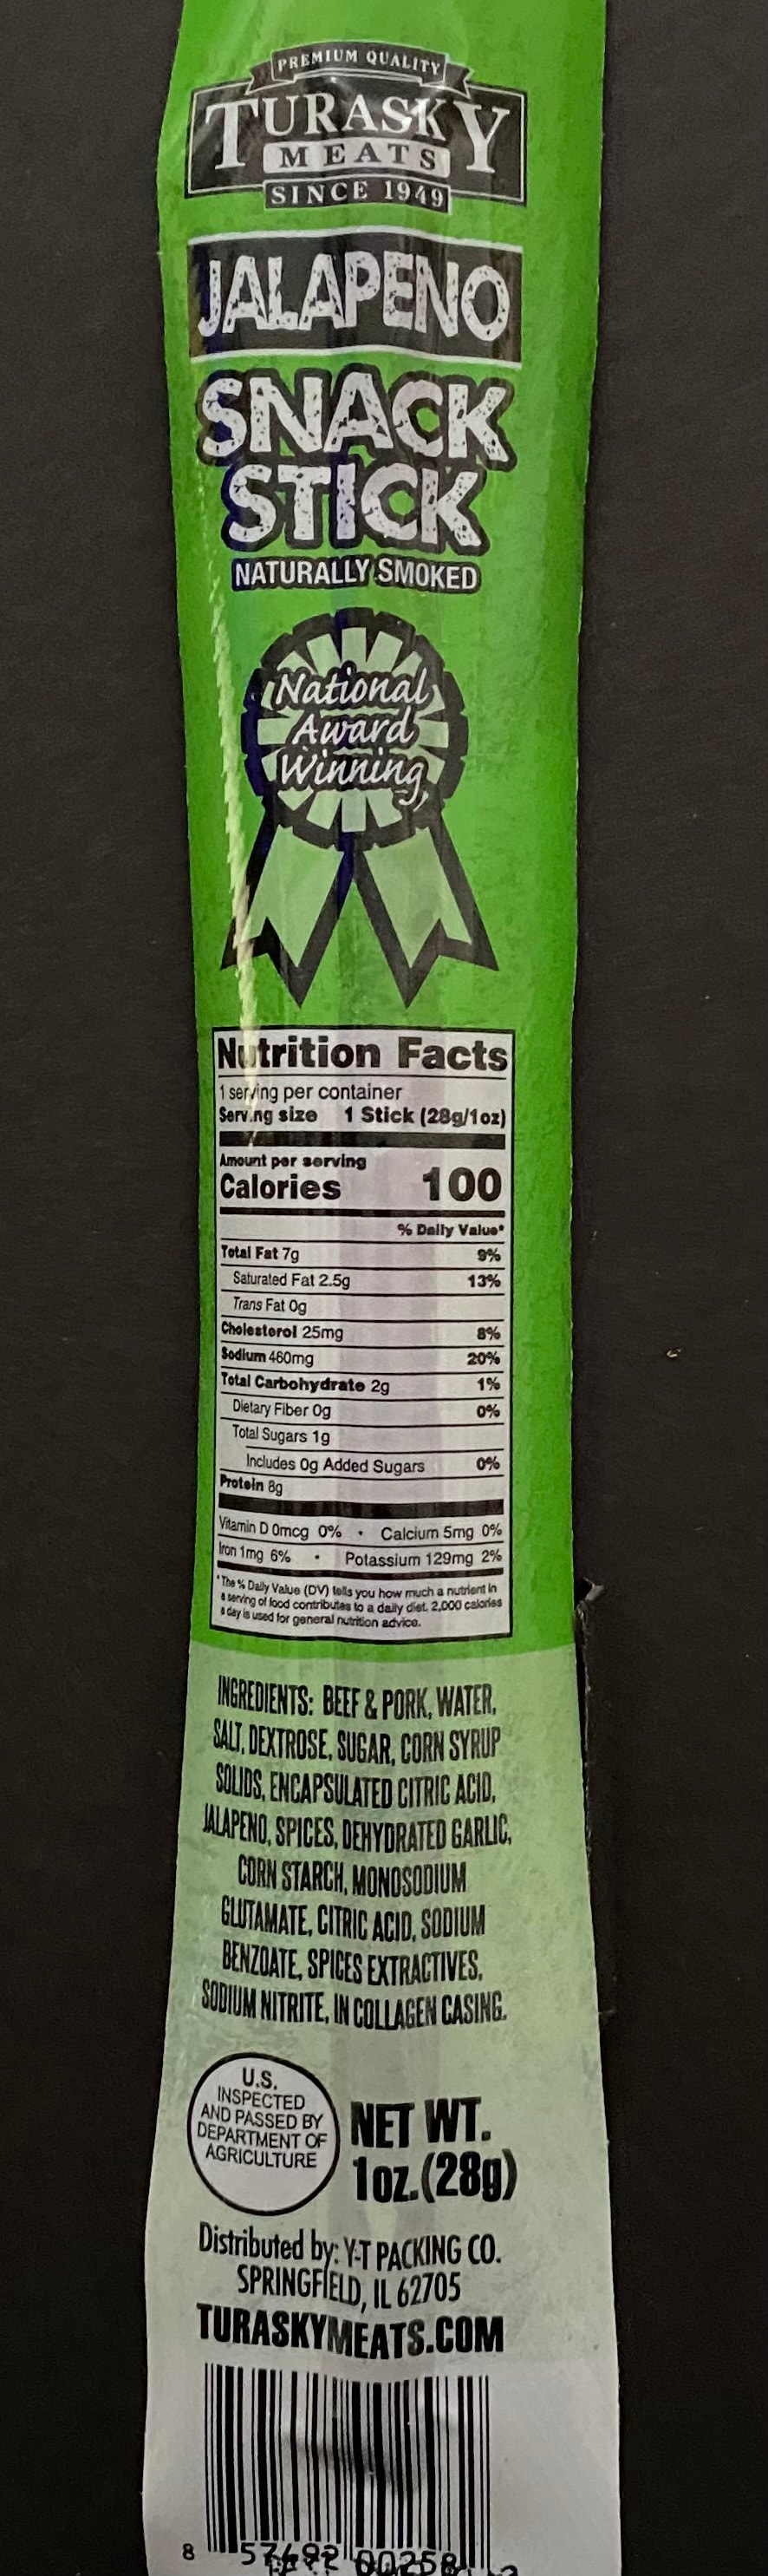 PREMIUM QUALITY
TURASKY
MEATS
SINCE 1949
JALAPENO
SNACK
STICK
NATURALLY SMOKED
National
Award
Winning
Nutrition Facts
1 serving per container
Serving size 1 Stick (28g/1oz)
Amount per serving
Calories 100
% Daily Value*
Total Fat 7g 9%
Saturated Fat 2.5g 13%
Trans Fat 0g
Cholesterol 25mg 8%
Sodium 460mg 20%
Total Carbohydrate 2g 1%
Dietary Fiber 0g 0%
Total Sugars 1g
Includes 0g Added Sugars 0%
Protein 8g
Vitamin D 0mcg 0% • Calcium 5mg 0%
Iron 1mg 6% • Potassium 129mg 2%
*The % Daily Value (DV) tells you how much a nutrient in
a serving of food contributes to a daily diet. 2,000 calories
a day is used for general nutrition advice.
INGREDIENTS: BEEF & PORK, WATER,
SALT, DEXTROSE, SUGAR, CORN SYRUP
SOLIDS, ENCAPSULATED CITRIC ACID,
JALAPENO, SPICES, DEHYDRATED GARLIC,
CORN STARCH, MONOSODIUM
GLUTAMATE, CITRIC ACID, SODIUM
BENZOATE, SPICES EXTRACTIVES,
SODIUM NITRITE, IN COLLAGEN CASING.
U.S.
INSPECTED
AND PASSED BY
DEPARTMENT OF
AGRICULTURE
NET WT.
1oz.(28g)
Distributed by: Y-T PACKING CO.
SPRINGFIELD, IL 62705
TURASKYMEATS.COM
8